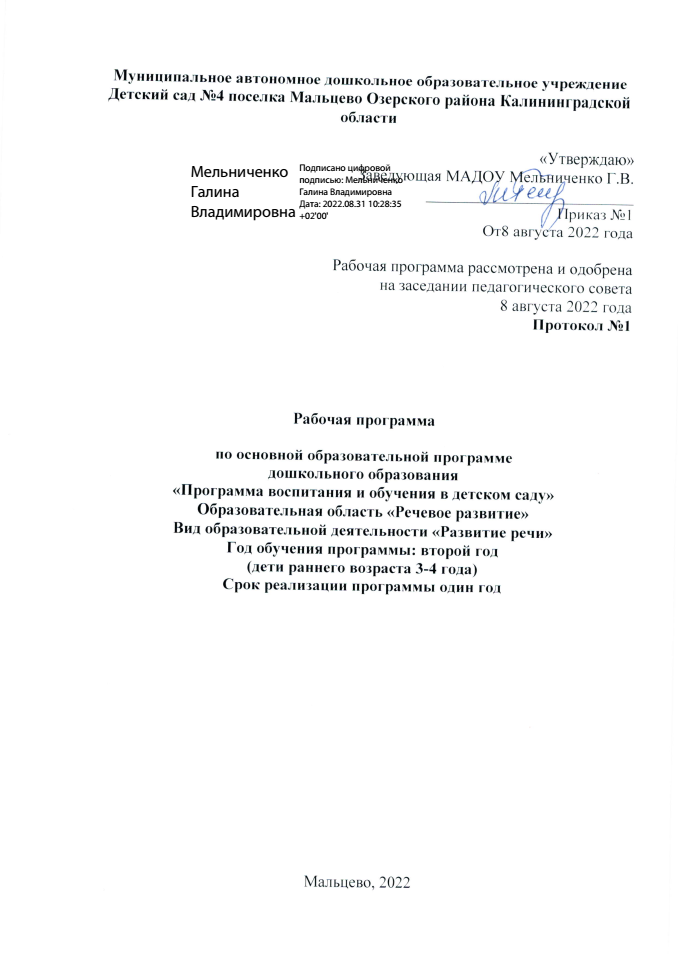 Муниципальное автономное дошкольное образовательное учреждение
Детский сад №4 поселка Мальцево Озерского района Калининградской
области
«Утверждаю»
Заведующая МАДОУ Мельниченко Г.В.
Мельниченко
Галина
Владимировна
Подписано цифровой
подписью: Мельниченко
Галина Владимировна
Дата: 2022.08.31 10:28:35
+02'00'
Приказ №1
От8 августа 2022 года
Рабочая программа рассмотрена и одобрена
на заседании педагогического совета
8 августа 2022 года
Протокол №1
Рабочая программа
по основной образовательной программе
дошкольного образования
«Программа воспитания и обучения в детском саду»
Образовательная область «Речевое развитие»
Вид образовательной деятельности «Развитие речи»
Год обучения программы: второй год
(дети раннего возраста 3-4 года)
Срок реализации программы один год
Мальцево, 2022